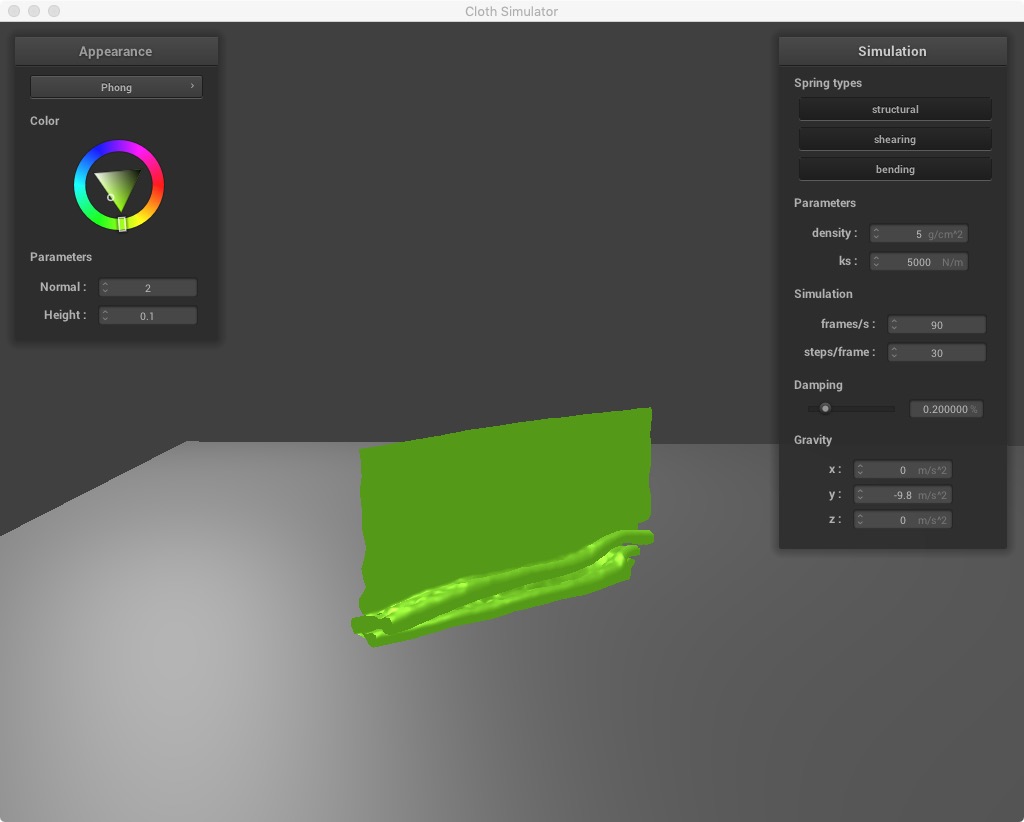 Cloth Simulator
Appearance
Phong
Color
Parameters
Normal : 2
Height : 0.1
Simulation
Spring types
structural
shearing
bending
Parameters
density : 5 g/cm^2
ks : 5000 N/m
Simulation
frames/s : 90
steps/frame : 30
Damping
0.200000 %
Gravity
x : 0 m/s^2
y : -9.8 m/s^2
z : 0 m/s^2